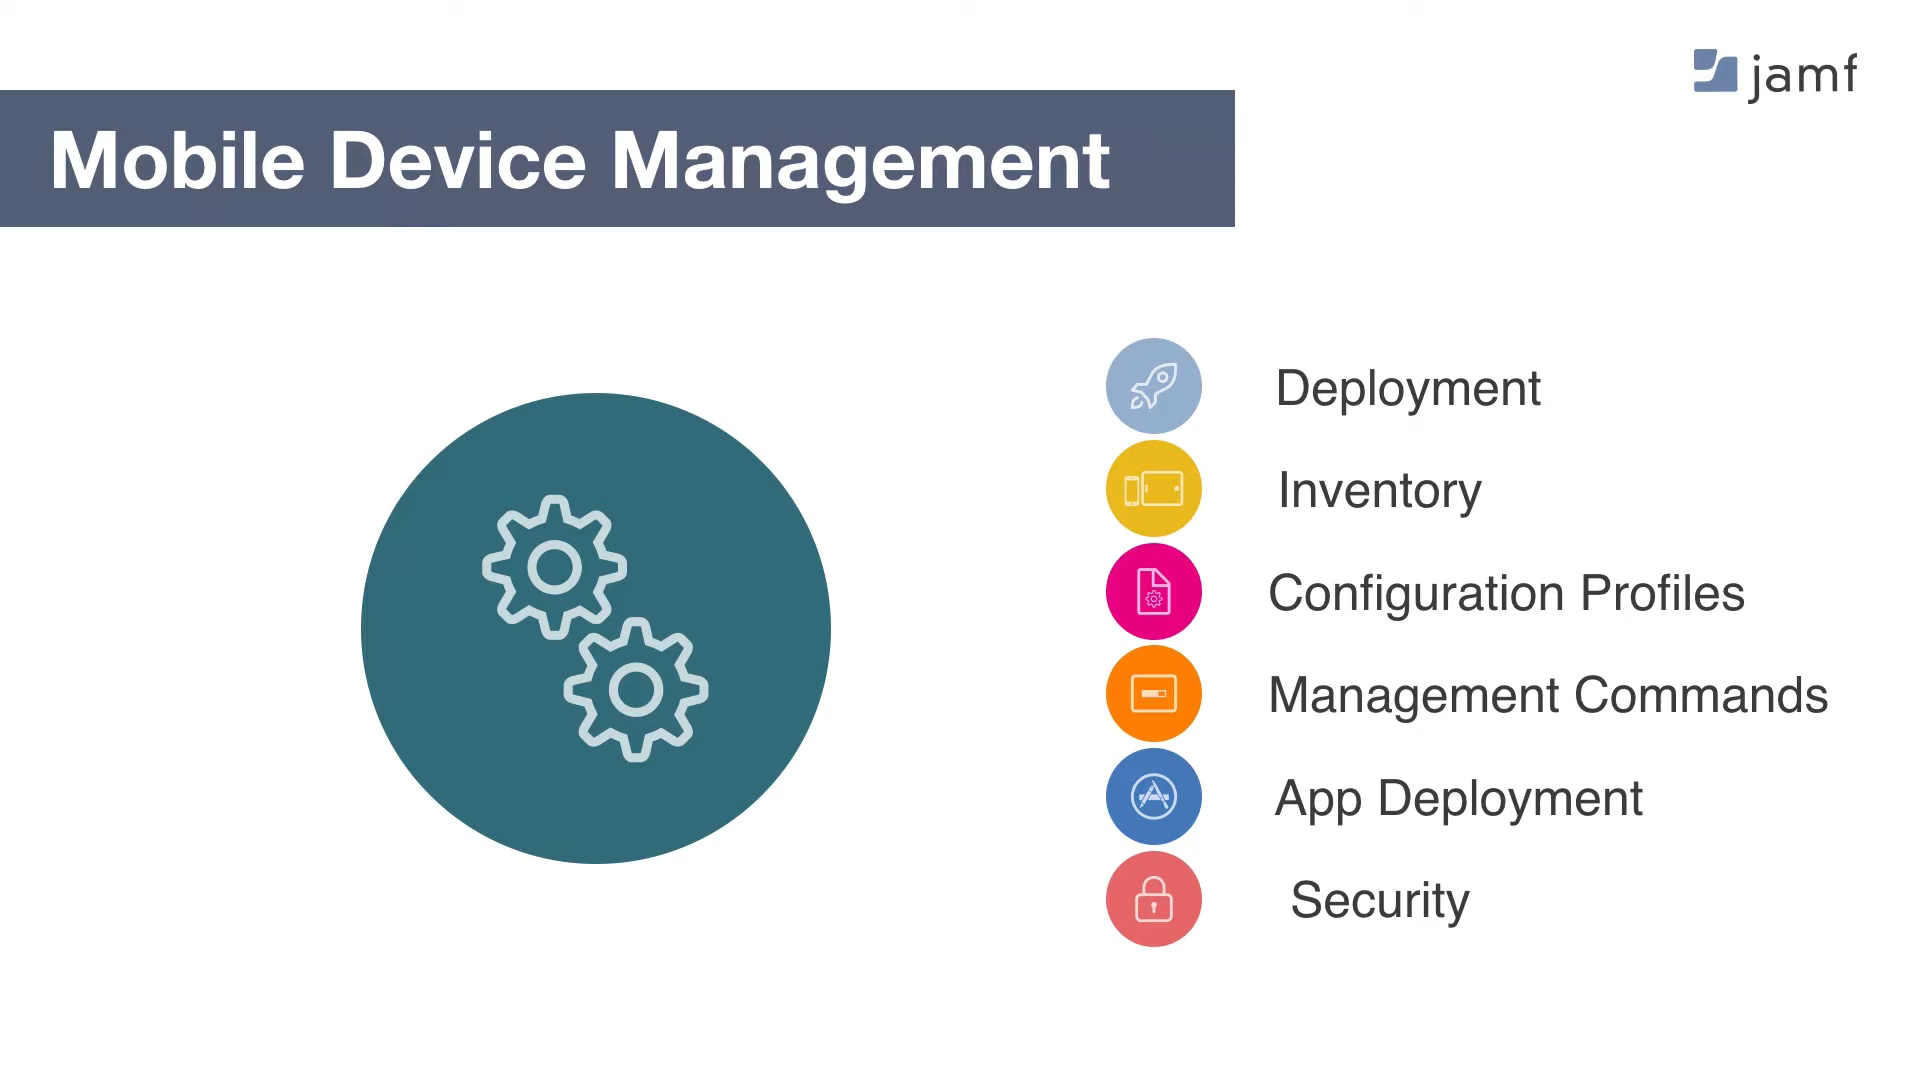 jamf
Mobile Device Management
Deployment
Inventory
Configuration Profiles
Management Commands
App Deployment
Security